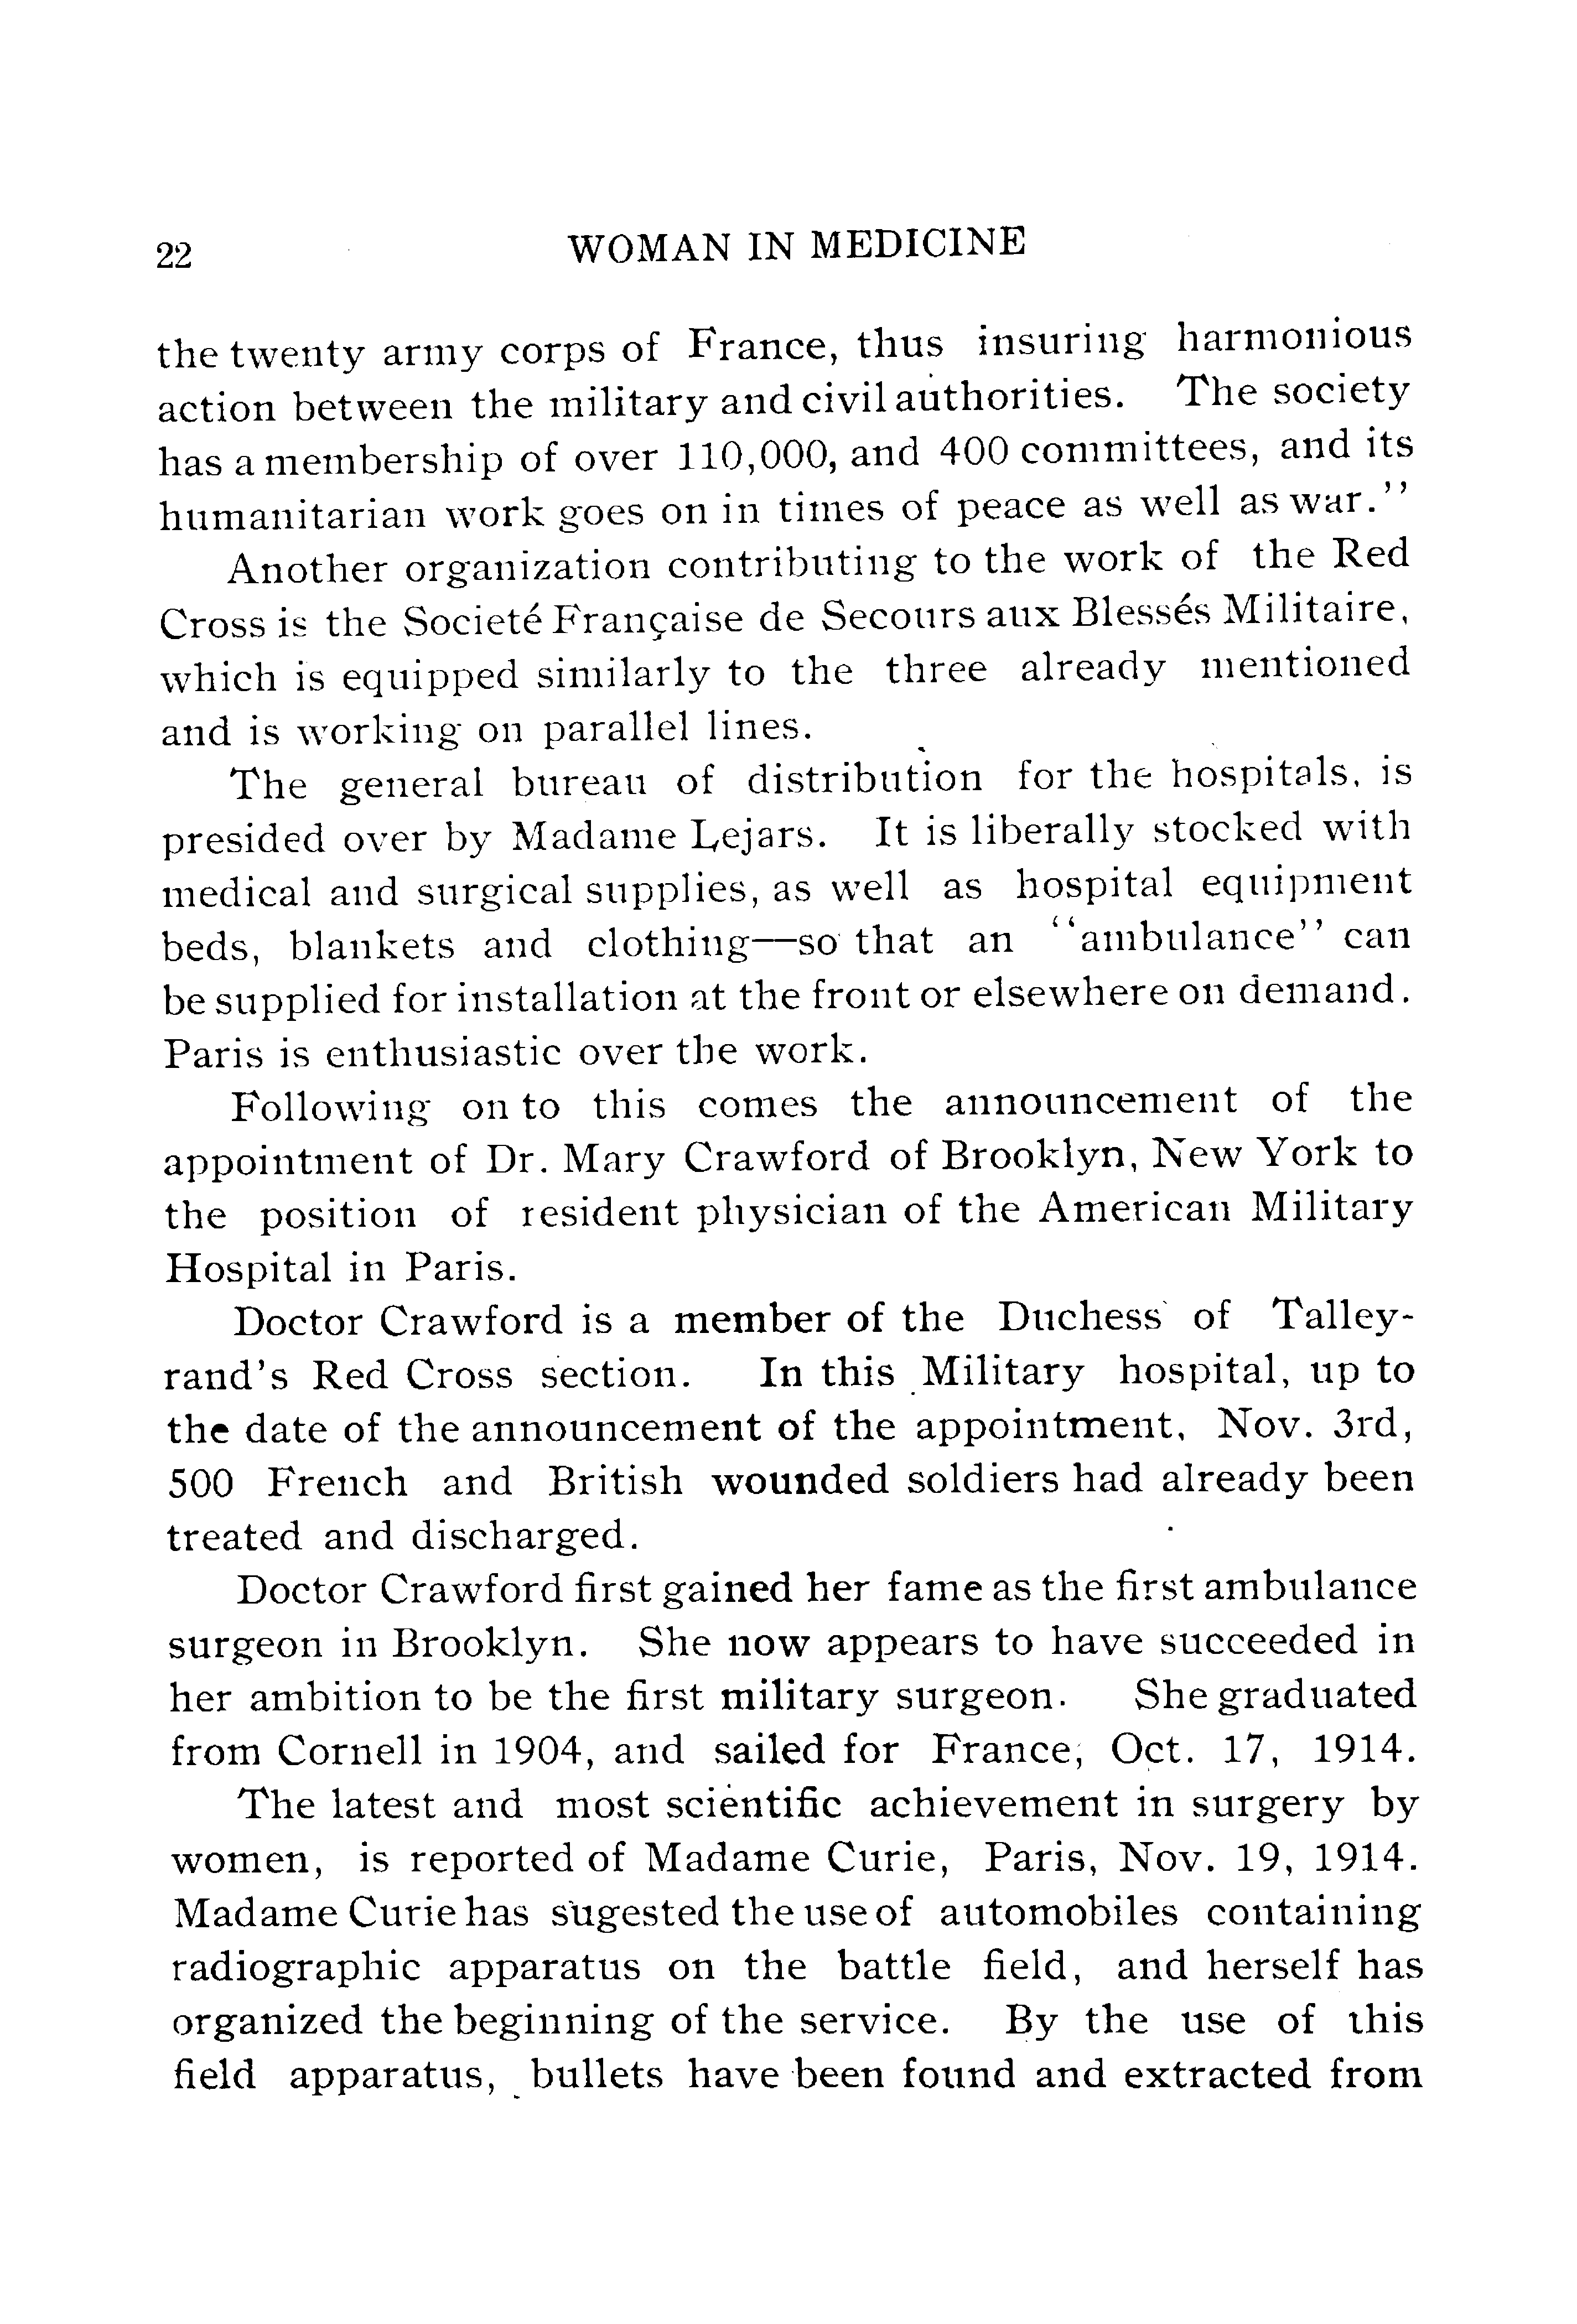 22 WOMAN IN MEDICINE
the twenty army corps of France, thus insuring harmonious
action between the military and civil authorities. The society
has a membership of over 110,000, and 400 committees, and its
humanitarian work goes on in times of peace as well as war.''
Another organization contributing to the work of the Red
Cross is the Societé Française de Secours aux Blessés Militaire,
which is equipped similarly to the three already mentioned
and is working on parallel lines.
The general bureau of distribution for the hospitals, is
presided over by Madame Lejars. It is liberally stocked with
medical and surgical supplies, as well as hospital equipment
beds, blankets and clothing—so that an ''ambulance'' can
be supplied for installation at the front or elsewhere on demand.
Paris is enthusiastic over the work.
Following on to this comes the announcement of the
appointment of Dr. Mary Crawford of Brooklyn, New York to
the position of resident physician of the American Military
Hospital in Paris.
Doctor Crawford is a member of the Duchess of Talley-
rand's Red Cross section. In this Military hospital, up to
the date of the announcement of the appointment, Nov. 3rd,
500 French and British wounded soldiers had already been
treated and discharged.
Doctor Crawford first gained her fame as the first ambulance
surgeon in Brooklyn. She now appears to have succeeded in
her ambition to be the first military surgeon. She graduated
from Cornell in 1904, and sailed for France, Oct. 17, 1914.
The latest and most scientific achievement in surgery by
women, is reported of Madame Curie, Paris, Nov. 19, 1914.
Madame Curie has sugested the use of automobiles containing
radiographic apparatus on the battle field, and herself has
organized the beginning of the service. By the use of this
field apparatus, bullets have been found and extracted from